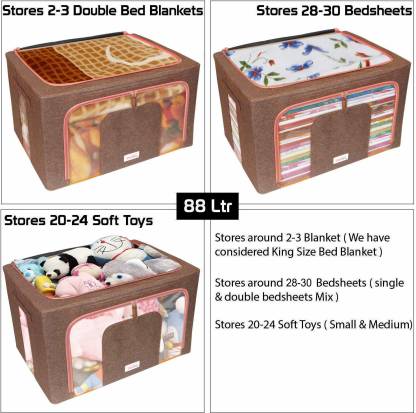 Stores 2-3 Double Bed Blankets
Stores 28-30 Bedsheets
88 Ltr
Stores 20-24 Soft Toys
Stores around 2-3 Blanket ( We have
considered King Size Bed Blanket )
Stores around 28-30 Bedsheets ( single
& double bedsheets Mix )
Stores 20-24 Soft Toys ( Small & Medium)